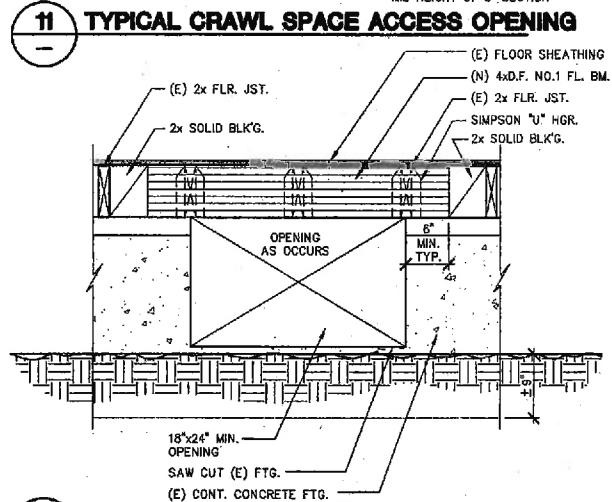 11 TYPICAL CRAWL SPACE ACCESS OPENING
(E) FLOOR SHEATHING
(N) 4xD.F. NO.1 FL. BM.
(E) 2x FLR. JST.
(E) 2x FLR. JST.
SIMPSON "U" HGR.
2x SOLID BLK'G.
2x SOLID BLK'G.
OPENING
AS OCCURS
6"
MIN.
TYP.
±9"
18"x24" MIN.
OPENING
SAW CUT (E) FTG.
(E) CONT. CONCRETE FTG.